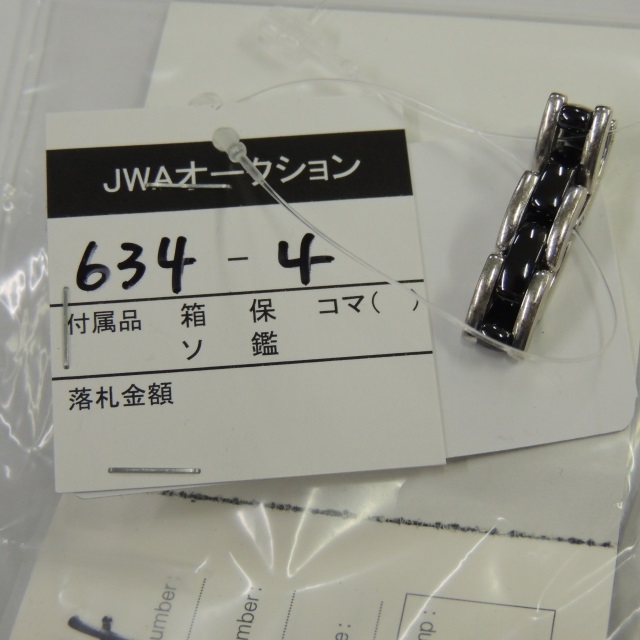 JWAオークション
634 - 4
付属品 箱 保 コマ( )
ソ 鑑
落札金額
number: